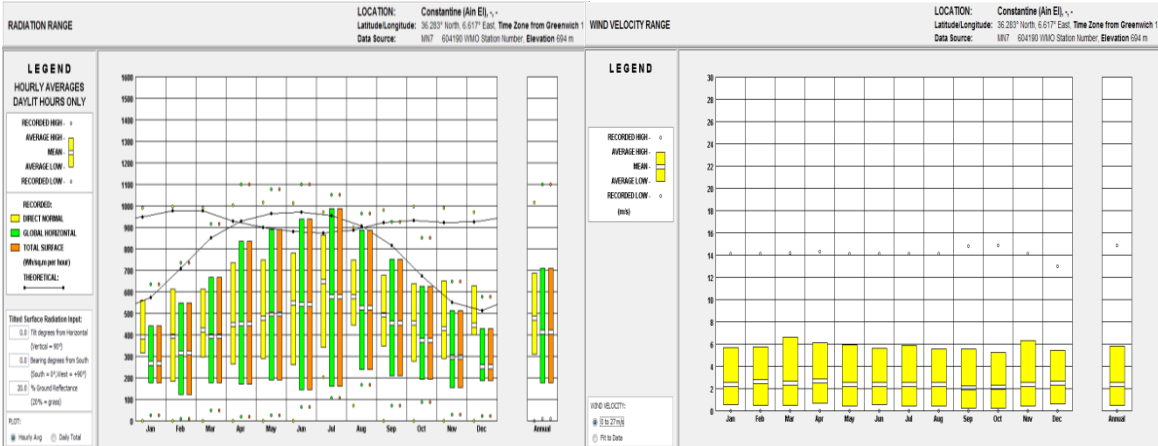 RADIATION RANGE
LOCATION: Constantine (Ain El), -, -
Latitude/Longitude: 36.283° North, 6.617° East, Time Zone from Greenwich 1
Data Source: MN7 604190 WMO Station Number, Elevation 694 m
LEGEND
HOURLY AVERAGES
DAYLIT HOURS ONLY
RECORDED HIGH -
AVERAGE HIGH -
MEAN -
AVERAGE LOW -
RECORDED LOW -
RECORDED:
DIRECT NORMAL
GLOBAL HORIZONTAL
TOTAL SURFACE
(Wh/sq.m per hour)
THEORETICAL:
Tilted Surface Radiation Input:
0.0 Tilt degrees from Horizontal
(Vertical = 90°)
0.0 Bearing degrees from South
(South = 0°,West = +90°)
20.0 % Ground Reflectance
(20% = grass)
PLOT:
Hourly Avg Daily Total
1600
1500
1400
1300
1200
1100
1000
900
800
700
600
500
400
300
200
100
0
Jan Feb Mar Apr May Jun Jul Aug Sep Oct Nov Dec Annual
WIND VELOCITY RANGE
LOCATION: Constantine (Ain El), -, -
Latitude/Longitude: 36.283° North, 6.617° East, Time Zone from Greenwich 1
Data Source: MN7 604190 WMO Station Number, Elevation 694 m
LEGEND
RECORDED HIGH -
AVERAGE HIGH -
MEAN -
AVERAGE LOW -
RECORDED LOW -
(m/s)
WIND VELOCITY:
0 to 27m/s
Fit to Data
30
28
26
24
22
20
18
16
14
12
10
8
6
4
2
0
Jan Feb Mar Apr May Jun Jul Aug Sep Oct Nov Dec Annual